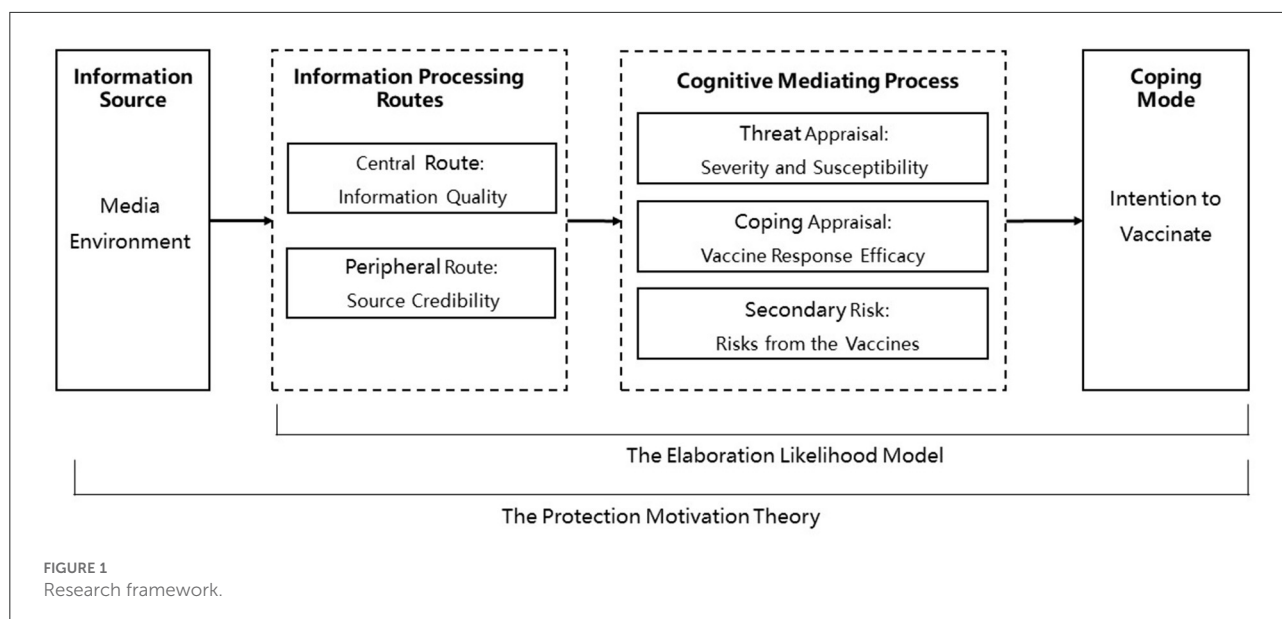 Information
Source
Media
Environment
Information Processing
Routes
Central Route:
Information Quality
Peripheral Route:
Source Credibility
Cognitive Mediating Process
Threat Appraisal:
Severity and Susceptibility
Coping Appraisal:
Vaccine Response Efficacy
Secondary Risk:
Risks from the Vaccines
Coping
Mode
Intention to
Vaccinate
The Elaboration Likelihood Model
The Protection Motivation Theory
FIGURE 1
Research framework.